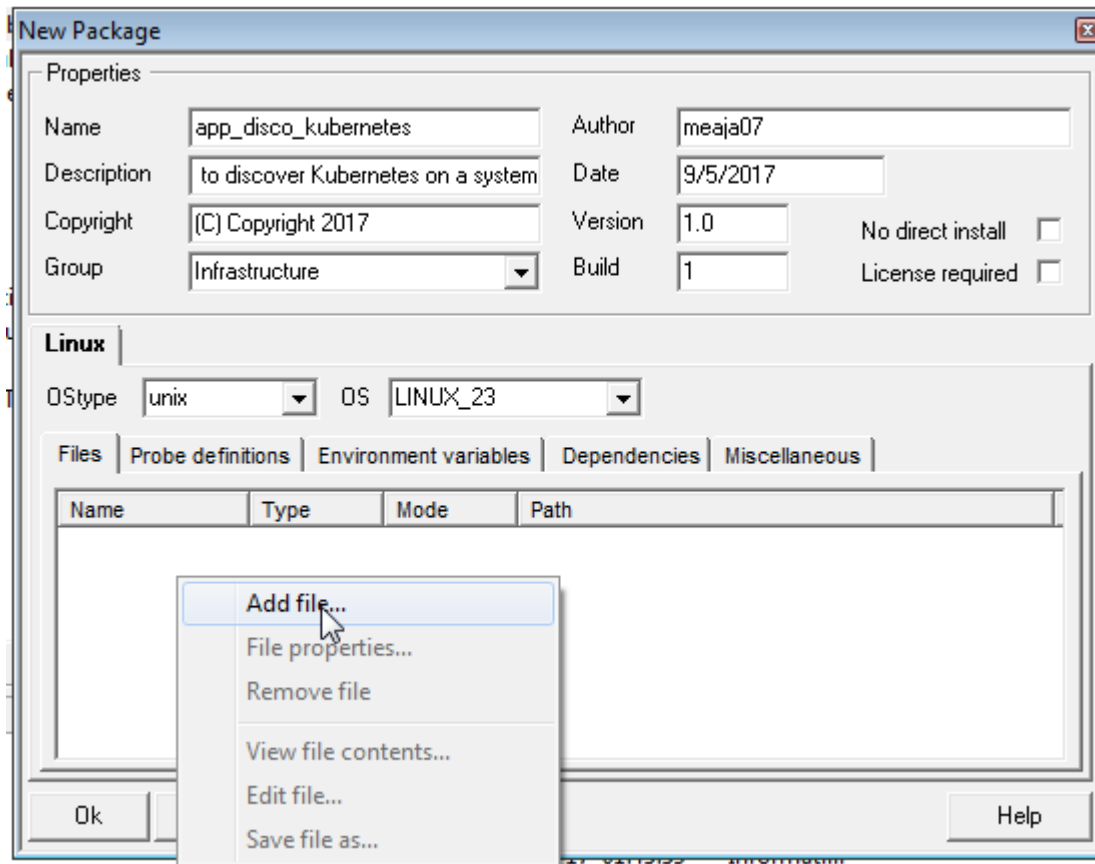 New Package
Properties
Name app_disco_kubernetes Author meaja07
Description to discover Kubernetes on a system Date 9/5/2017
Copyright (C) Copyright 2017 Version 1.0 No direct install
Group Infrastructure Build 1 License required
Linux
OStype unix OS LINUX_23
Files Probe definitions Environment variables Dependencies Miscellaneous
Name Type Mode Path
Add file...
File properties...
Remove file
View file contents...
Edit file...
Save file as...
Ok Help